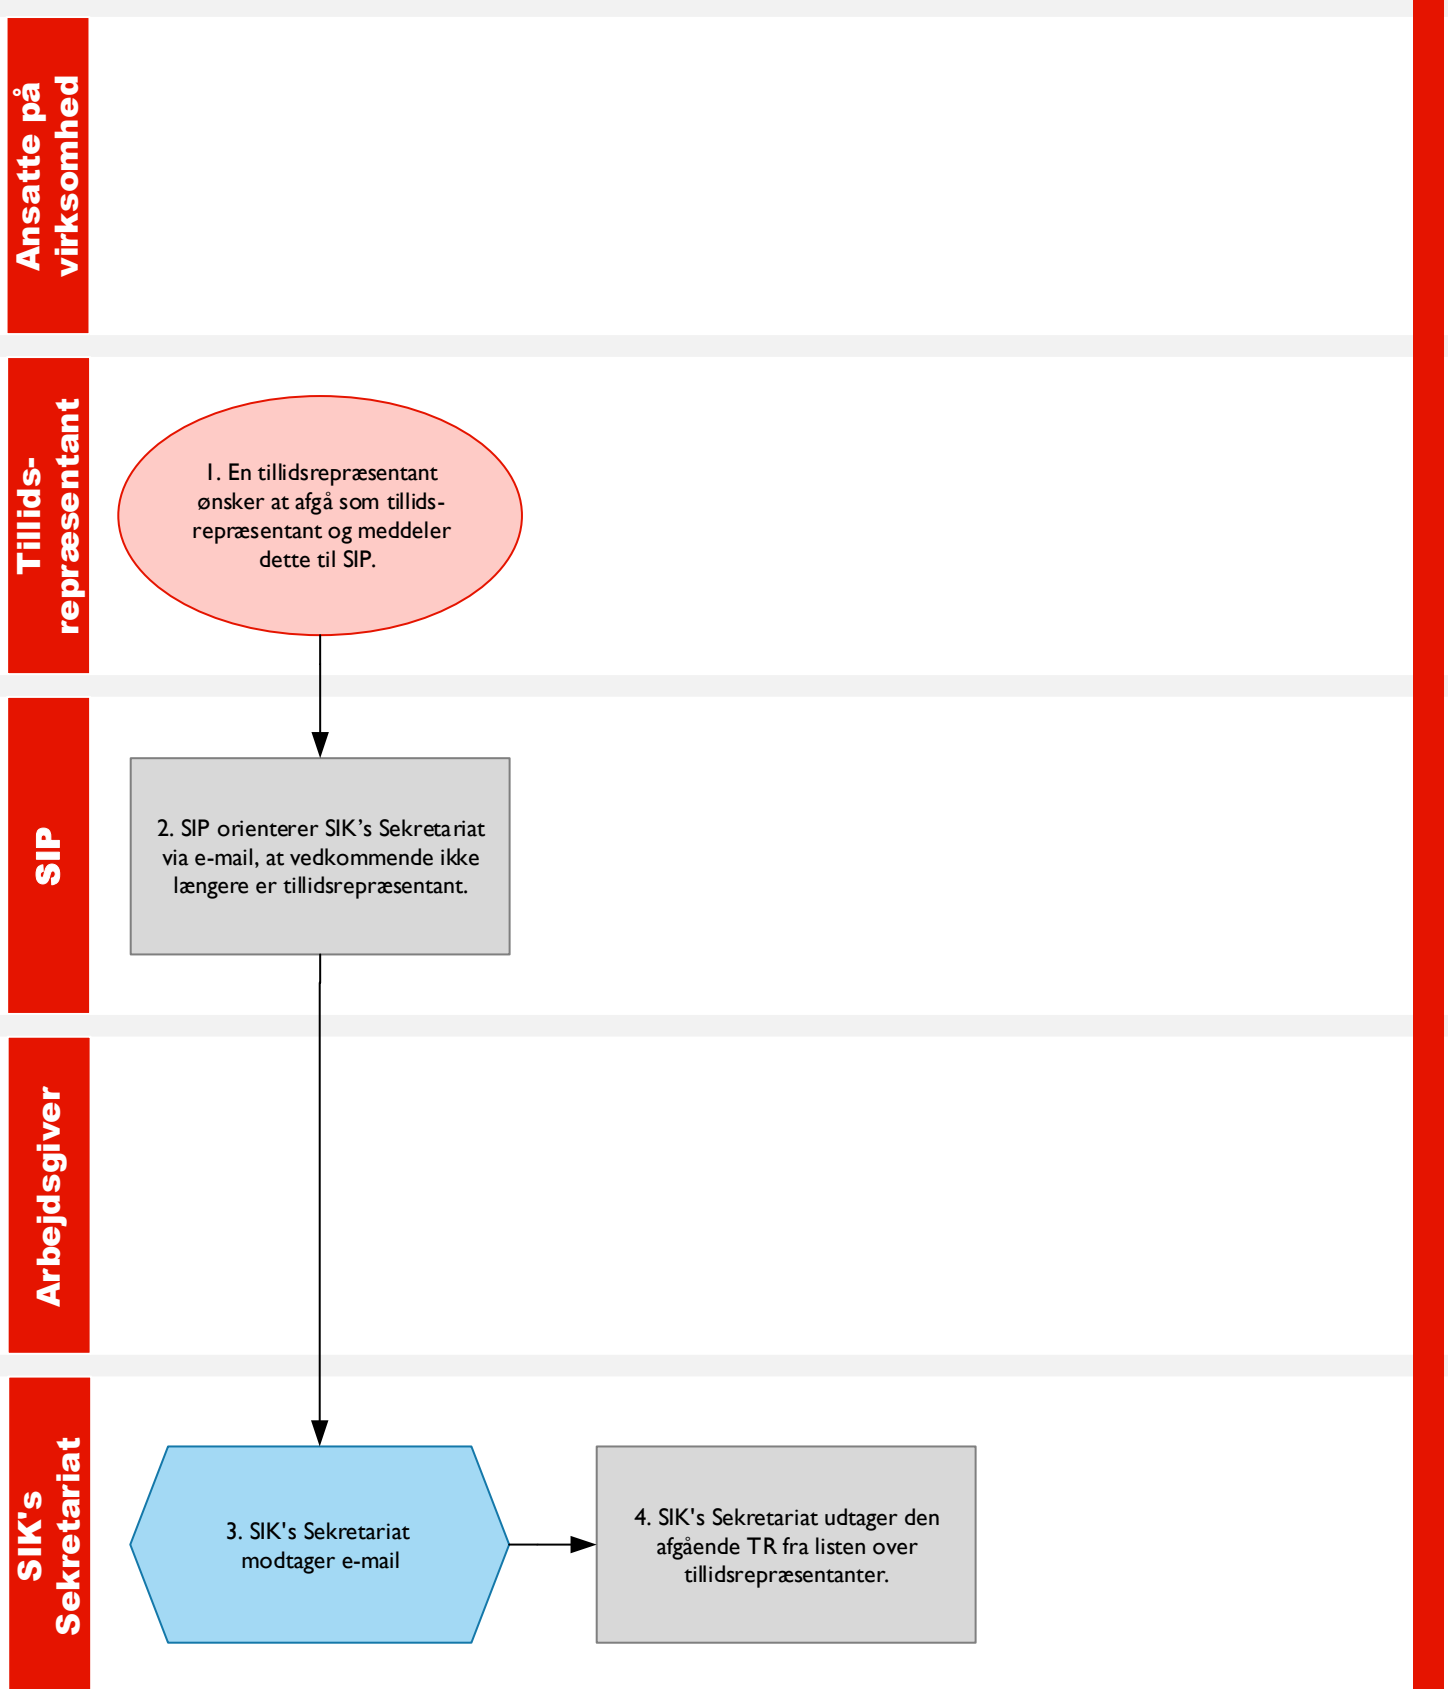 Ansatte på
virksomhed
Tillids-
repræsentant
1. En tillidsrepræsentant
ønsker at afgå som tillids-
repræsentant og meddeler
dette til SIP.
SIP
2. SIP orienterer SIK’s Sekretariat
via e-mail, at vedkommende ikke
længere er tillidsrepræsentant.
Arbejdsgiver
SIK's
Sekretariat
3. SIK's Sekretariat
modtager e-mail
4. SIK's Sekretariat udtager den
afgående TR fra listen over
tillidsrepræsentanter.